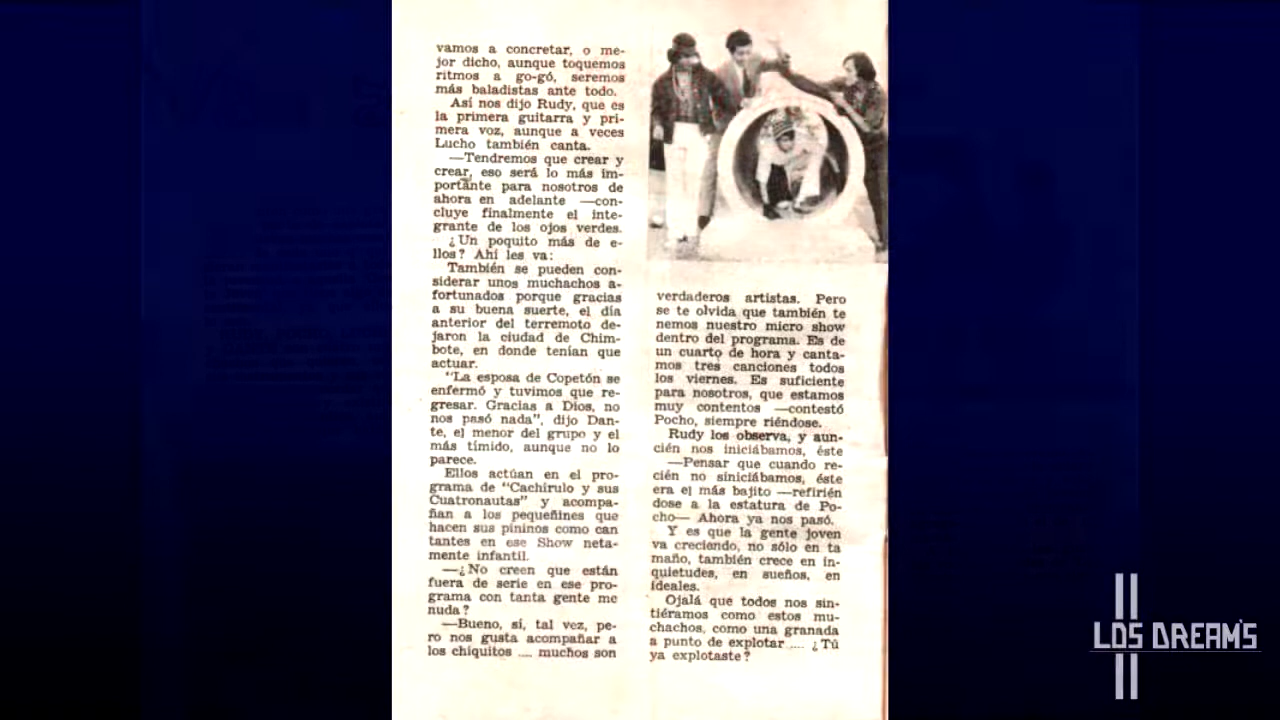 vamos a concretar, o me-
jor dicho, aunque toquemos
ritmos a go-gó, seremos
más baladistas ante todo.
Así nos dijo Rudy, que es
la primera guitarra y pri-
mera voz, aunque a veces
Lucho también canta.
—Tendremos que crear y
crear, eso será lo más im-
portante para nosotros de
ahora en adelante —con-
cluye finalmente el inte-
grante de los ojos verdes.
¿Un poquito más de e-
llos? Ahí les va:
También se pueden con-
siderar unos muchachos a-
fortunados porque gracias
a su buena suerte, el día
anterior del terremoto de-
jaron la ciudad de Chim-
bote, en donde tenían que
actuar.
"La esposa de Copetón se
enfermó y tuvimos que re-
gresar. Gracias a Dios, no
nos pasó nada", dijo Dan-
te, el menor del grupo y el
más tímido, aunque no lo
parece.
Ellos actúan en el pro-
grama de "Cachirulo y sus
Cuatronautas" y acompa-
ñan a los pequeñines que
hacen sus pininos como can
tantes en ese Show neta-
mente infantil.
—¿No creen que están
fuera de serie en ese pro-
grama con tanta gente me
nuda?
—Bueno, sí, tal vez, pe-
ro nos gusta acompañar a
los chiquitos .... muchos son
verdaderos artistas. Pero
se te olvida que también te
nemos nuestro micro show
dentro del programa. Es de
un cuarto de hora y canta-
mos tres canciones todos
los viernes. Es suficiente
para nosotros, que estamos
muy contentos —contestó
Pocho, siempre riéndose.
Rudy los observa, y aun-
cién nos iniciábamos, éste
—Pensar que cuando re-
cién no siniciábamos, éste
era el más bajito —refirién
dose a la estatura de Po-
cho— Ahora ya nos pasó.
Y es que la gente joven
va creciendo, no sólo en ta
maño, también crece en in-
quietudes, en sueños, en
ideales.
Ojalá que todos nos sin-
tiéramos como estos mu-
chachos, como una granada
a punto de explotar .... ¿Tú
ya explotaste?
LOS DREAM'S